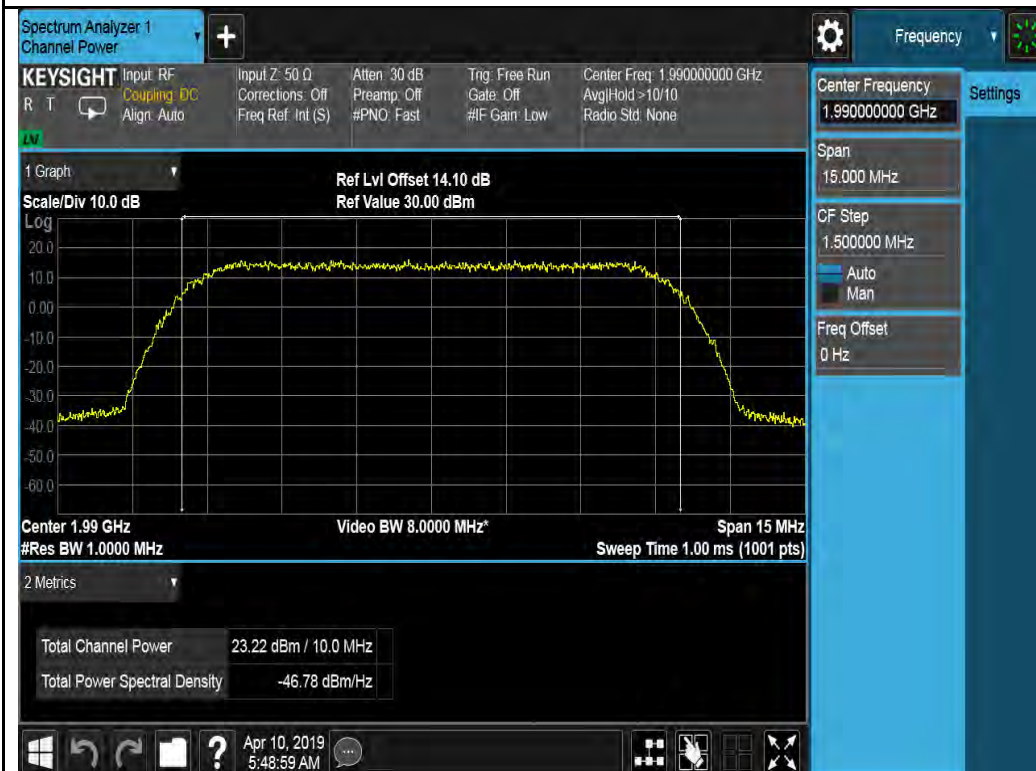 Spectrum Analyzer 1
Channel Power
Frequency
KEYSIGHT
R T
LNI
Input: RF
Coupling: DC
Align: Auto
Input Z: 50 Ω
Corrections: Off
Freq Ref: Int (S)
Atten: 30 dB
Preamp: Off
#PNO: Fast
Trig: Free Run
Gate: Off
#IF Gain: Low
Center Freq: 1.990000000 GHz
Avg|Hold >10/10
Radio Std: None
Center Frequency
1.990000000 GHz
Settings
Span
15.000 MHz
CF Step
1.500000 MHz
Auto
Man
Freq Offset
0 Hz
1 Graph
Scale/Div 10.0 dB
Ref Lvl Offset 14.10 dB
Ref Value 30.00 dBm
Log
20.0
10.0
0.00
-10.0
-20.0
-30.0
-40.0
-50.0
-60.0
Center 1.99 GHz
#Res BW 1.0000 MHz
Video BW 8.0000 MHz*
Span 15 MHz
Sweep Time 1.00 ms (1001 pts)
2 Metrics
Total Channel Power 23.22 dBm / 10.0 MHz
Total Power Spectral Density -46.78 dBm/Hz
?
Apr 10, 2019
5:48:59 AM